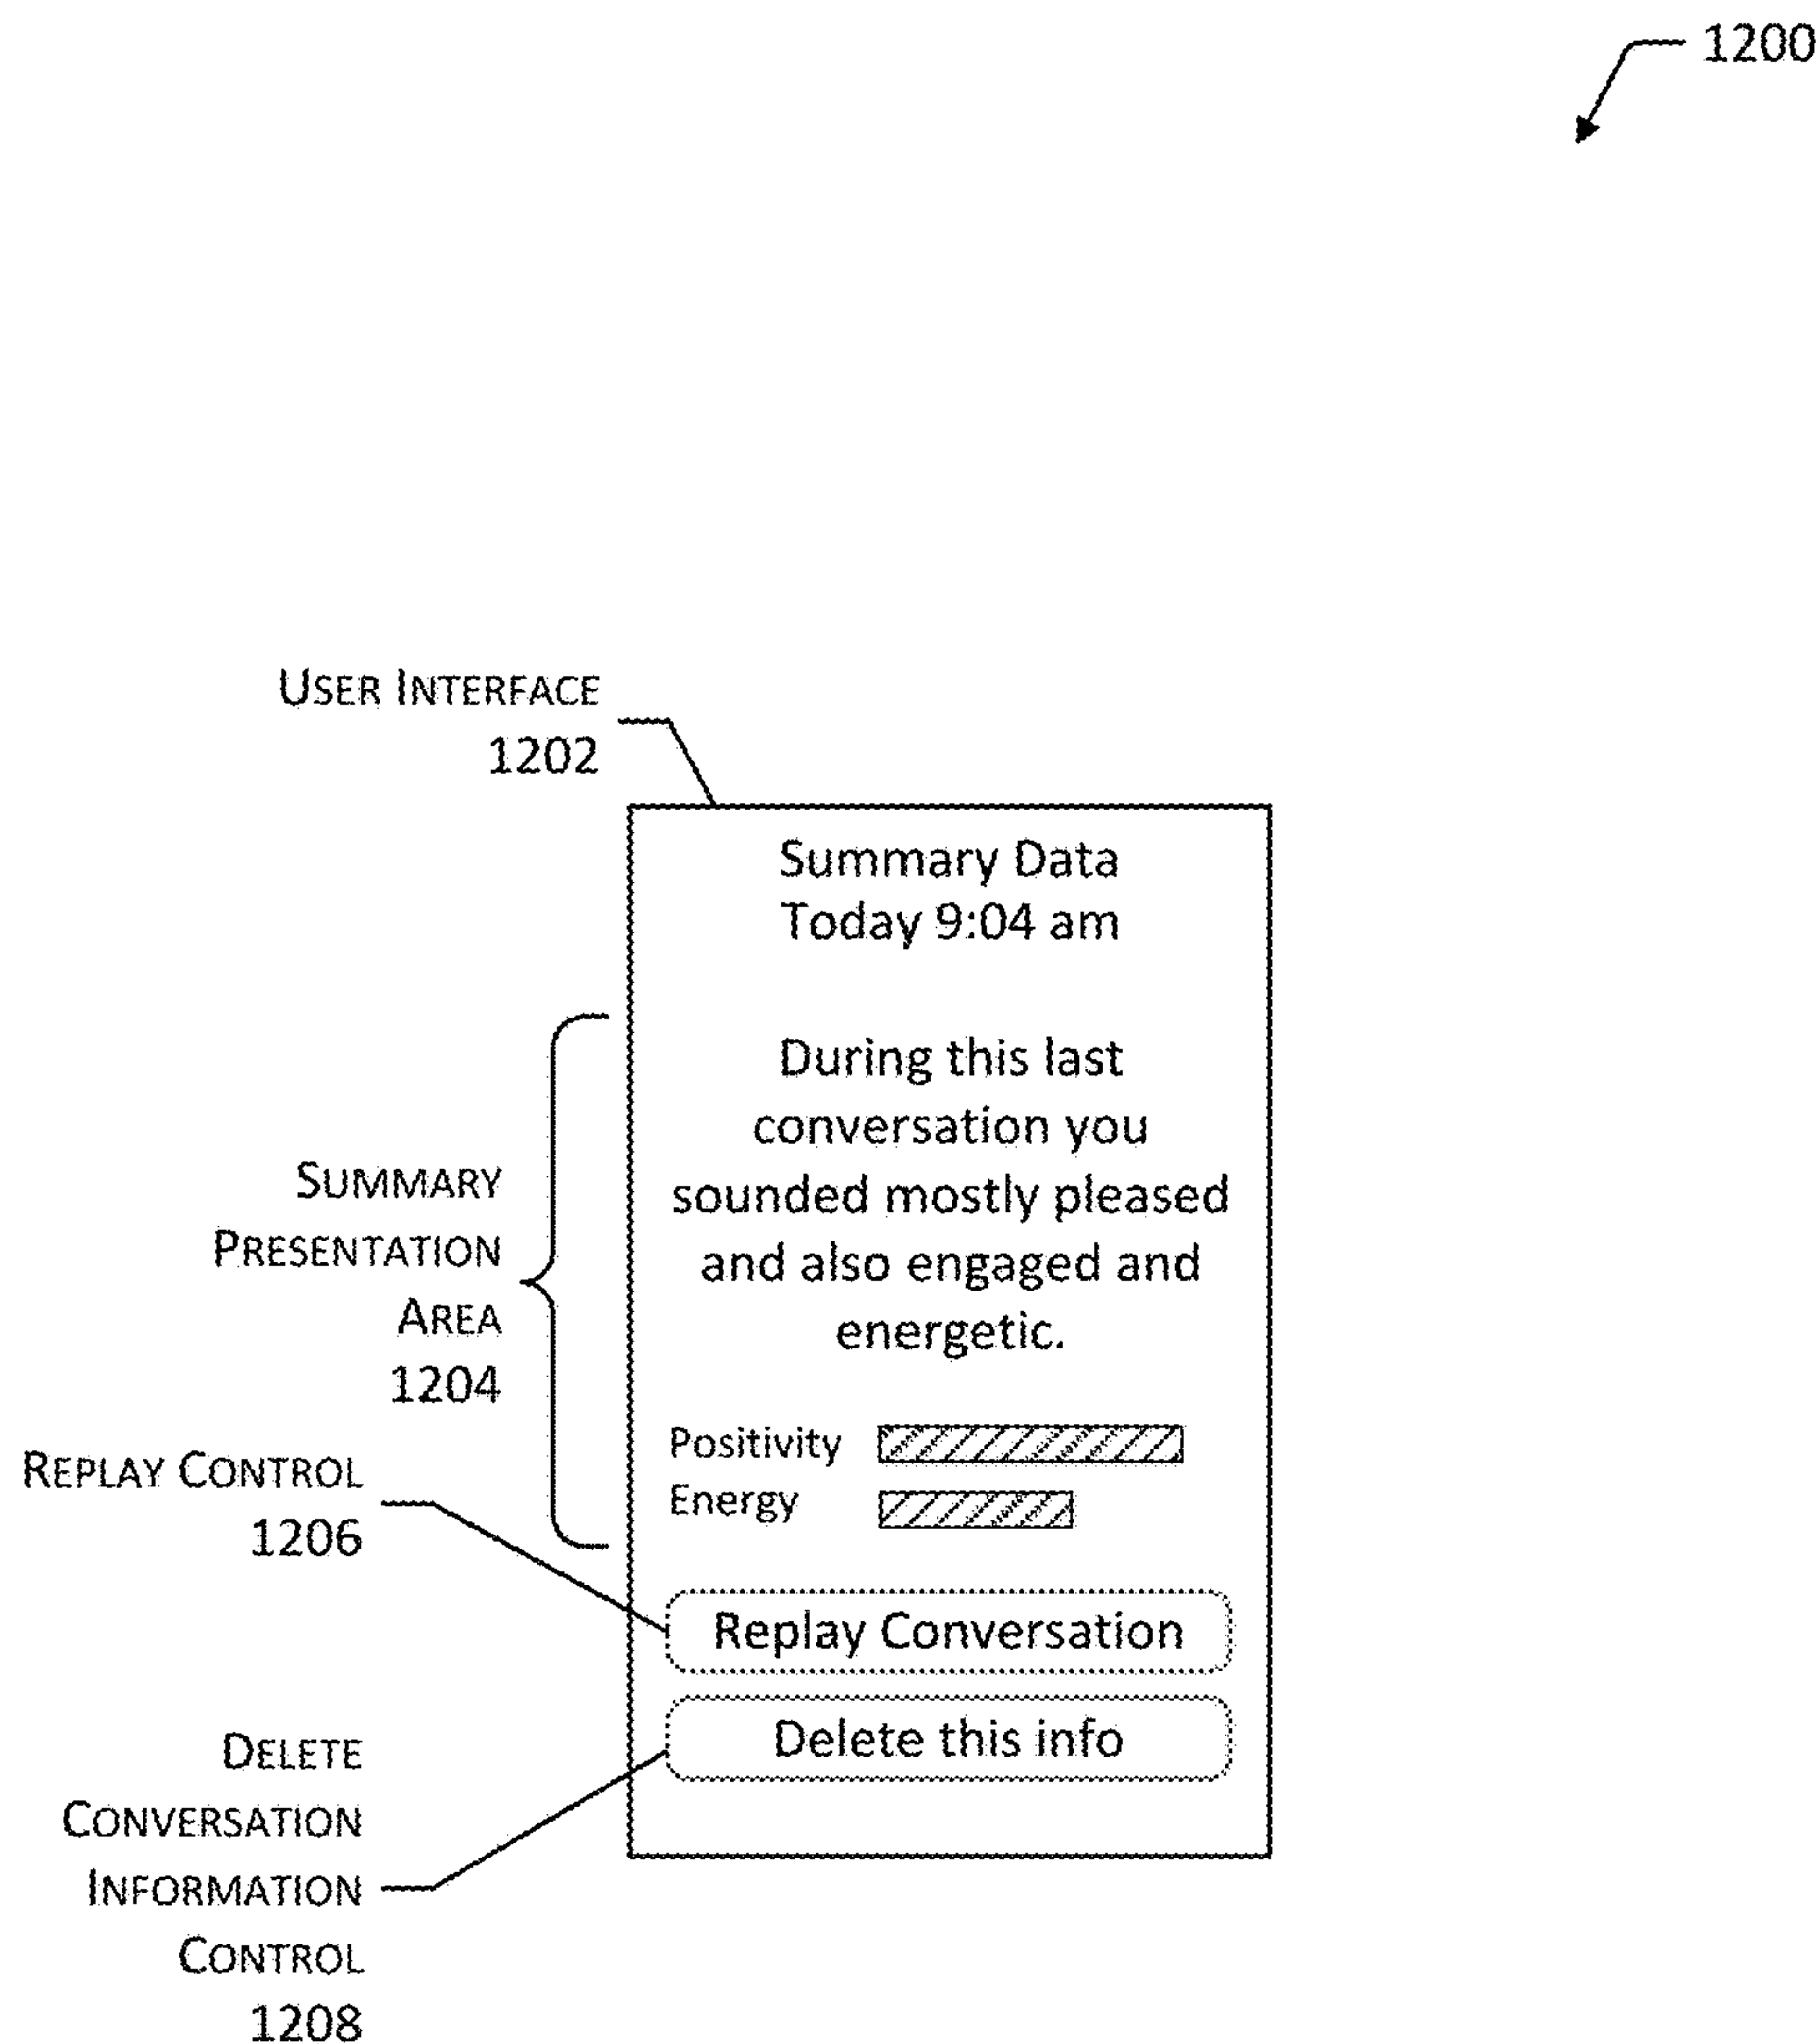 1200
USER INTERFACE
1202
Summary Data
Today 9:04 am
During this last
conversation you
sounded mostly pleased
and also engaged and
energetic.
SUMMARY
PRESENTATION
AREA
1204
Positivity
Energy
REPLAY CONTROL
1206
Replay Conversation
Delete this info
DELETE
CONVERSATION
INFORMATION
CONTROL
1208